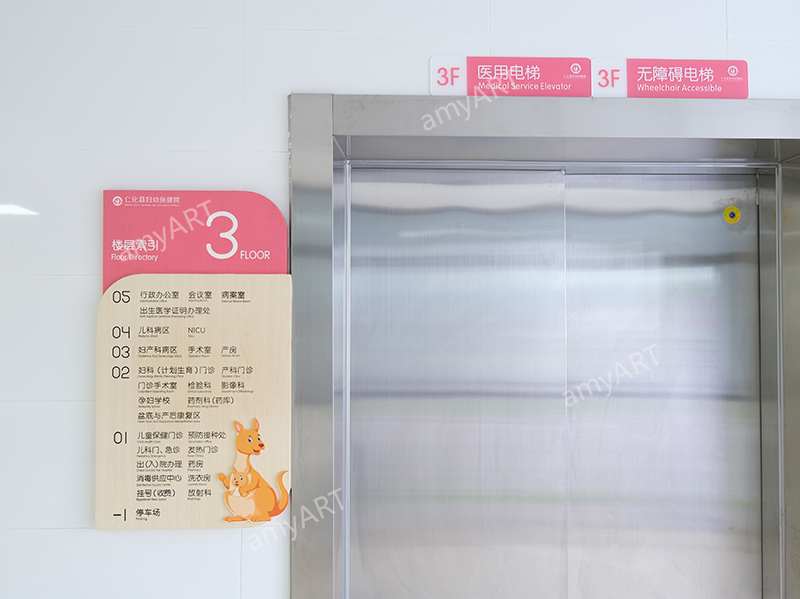 3F 医用电梯
Medical Service Elevator
3F 无障碍电梯
Wheelchair Accessible
仁化县妇幼保健院
楼层索引
Floor Directory
3 FLOOR
05 行政办公室 会议室 病案室
出生医学证明办理处
04 儿科病区 NICU
03 妇产科病区 手术室 产房
02 妇科（计划生育）门诊 产科门诊
门诊手术室 检验科 影像科
孕妇学校 药剂科（药库）
盆底与产后康复区
01 儿童保健门诊 预防接种处
儿科门、急诊 发热门诊
出（入）院办理 药房
消毒供应中心 洗衣房
挂号（收费） 放射科
-1 停车场
Parking
amyART
amyART
amyART
amyART